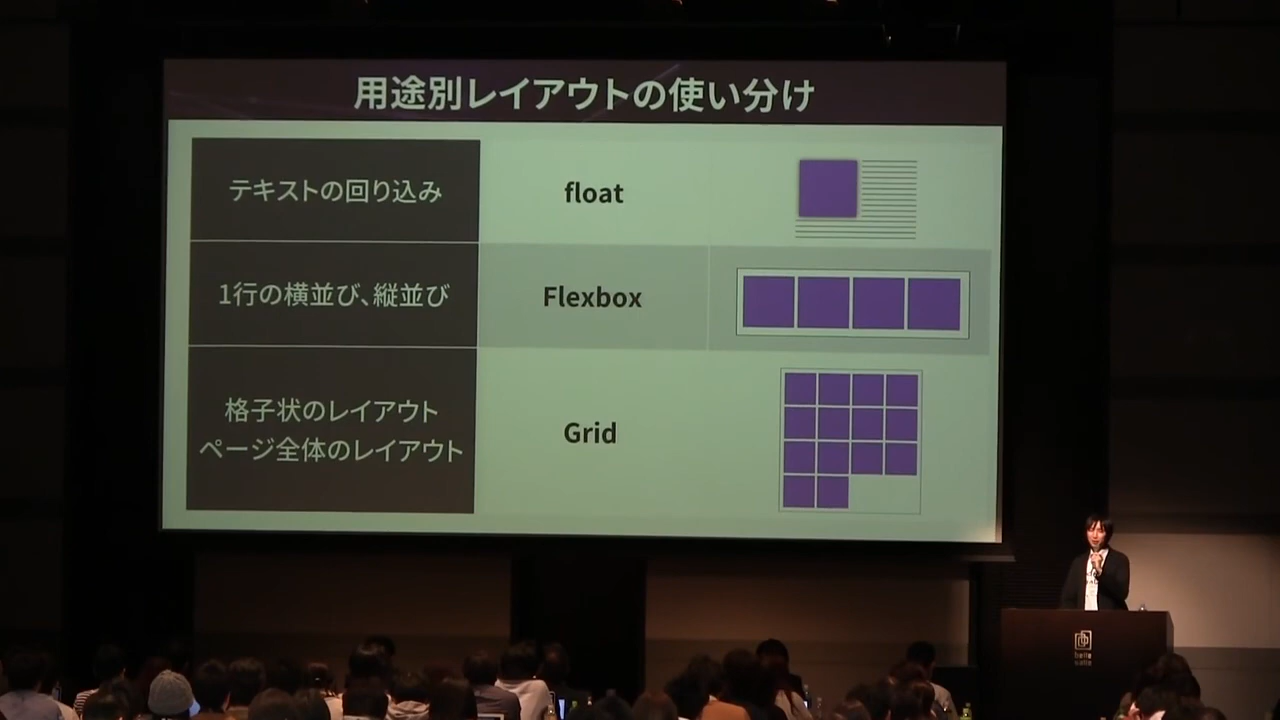 用途別レイアウトの使い分け
テキストの回り込み
float
1行の横並び、縦並び
Flexbox
格子状のレイアウト
ページ全体のレイアウト
Grid
belle
salle